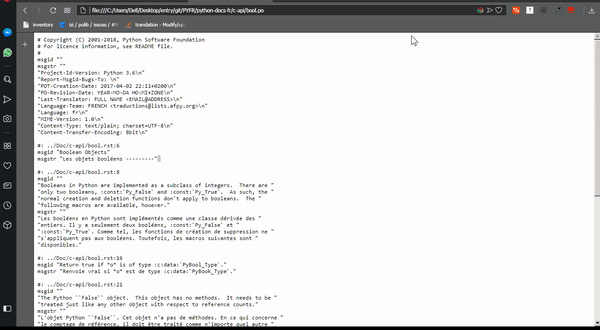 file:///C:/Users/Dell/Desktop/entry/git/PYFR/python-docs-fr/c-api/bool.po
inventory
polib / issues / #
translation - Modify/up
# Copyright (C) 2001-2018, Python Software Foundation
# For licence information, see README file.
#
msgid ""
msgstr ""
"Project-Id-Version: Python 3.6\n"
"Report-Msgid-Bugs-To: \n"
"POT-Creation-Date: 2017-04-02 22:11+0200\n"
"PO-Revision-Date: YEAR-MO-DA HO:MI+ZONE\n"
"Last-Translator: FULL NAME <EMAIL@ADDRESS>\n"
"Language-Team: FRENCH <traductions@lists.afpy.org>\n"
"Language: fr\n"
"MIME-Version: 1.0\n"
"Content-Type: text/plain; charset=UTF-8\n"
"Content-Transfer-Encoding: 8bit\n"
#: ../Doc/c-api/bool.rst:6
msgid "Boolean Objects"
msgstr "Les objets booléens ---------"
#: ../Doc/c-api/bool.rst:8
msgid ""
"Booleans in Python are implemented as a subclass of integers.  There are "
"only two booleans, :const:`Py_False` and :const:`Py_True`.  As such, the "
"normal creation and deletion functions don't apply to booleans.  The "
"following macros are available, however."
msgstr ""
"Les booléens en Python sont implémentés comme une classe dérivée des "
"entiers. Il y a seulement deux booléens, :const:`Py_False` et "
":const:`Py_True`. Comme tel, les fonctions de création de suppression ne "
"s'appliquent pas aux booléens. Toutefois, les macros suivantes sont "
"disponibles."
#: ../Doc/c-api/bool.rst:16
msgid "Return true if *o* is of type :c:data:`PyBool_Type`."
msgstr "Renvoie vrai si *o* est de type :c:data:`PyBook_Type`."
#: ../Doc/c-api/bool.rst:21
msgid ""
"The Python ``False`` object.  This object has no methods.  It needs to be "
"treated just like any other object with respect to reference counts."
msgstr ""
"L'objet Python ``False``. Cet objet n'a pas de méthodes. En ce qui concerne "
"le comptage de référence, il doit être traité comme n'importe quel autre "